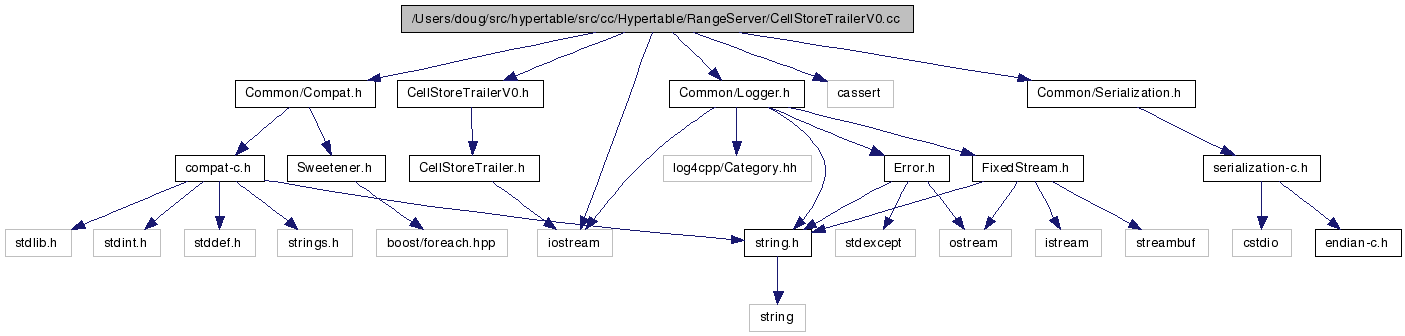 /Users/doug/src/hypertable/src/cc/Hypertable/RangeServer/CellStoreTrailerV0.cc
Common/Compat.h
CellStoreTrailerV0.h
Common/Logger.h
cassert
Common/Serialization.h
compat-c.h
Sweetener.h
CellStoreTrailer.h
log4cpp/Category.hh
Error.h
FixedStream.h
serialization-c.h
stdlib.h
stdint.h
stddef.h
strings.h
boost/foreach.hpp
iostream
string.h
stdexcept
ostream
istream
streambuf
cstdio
endian-c.h
string